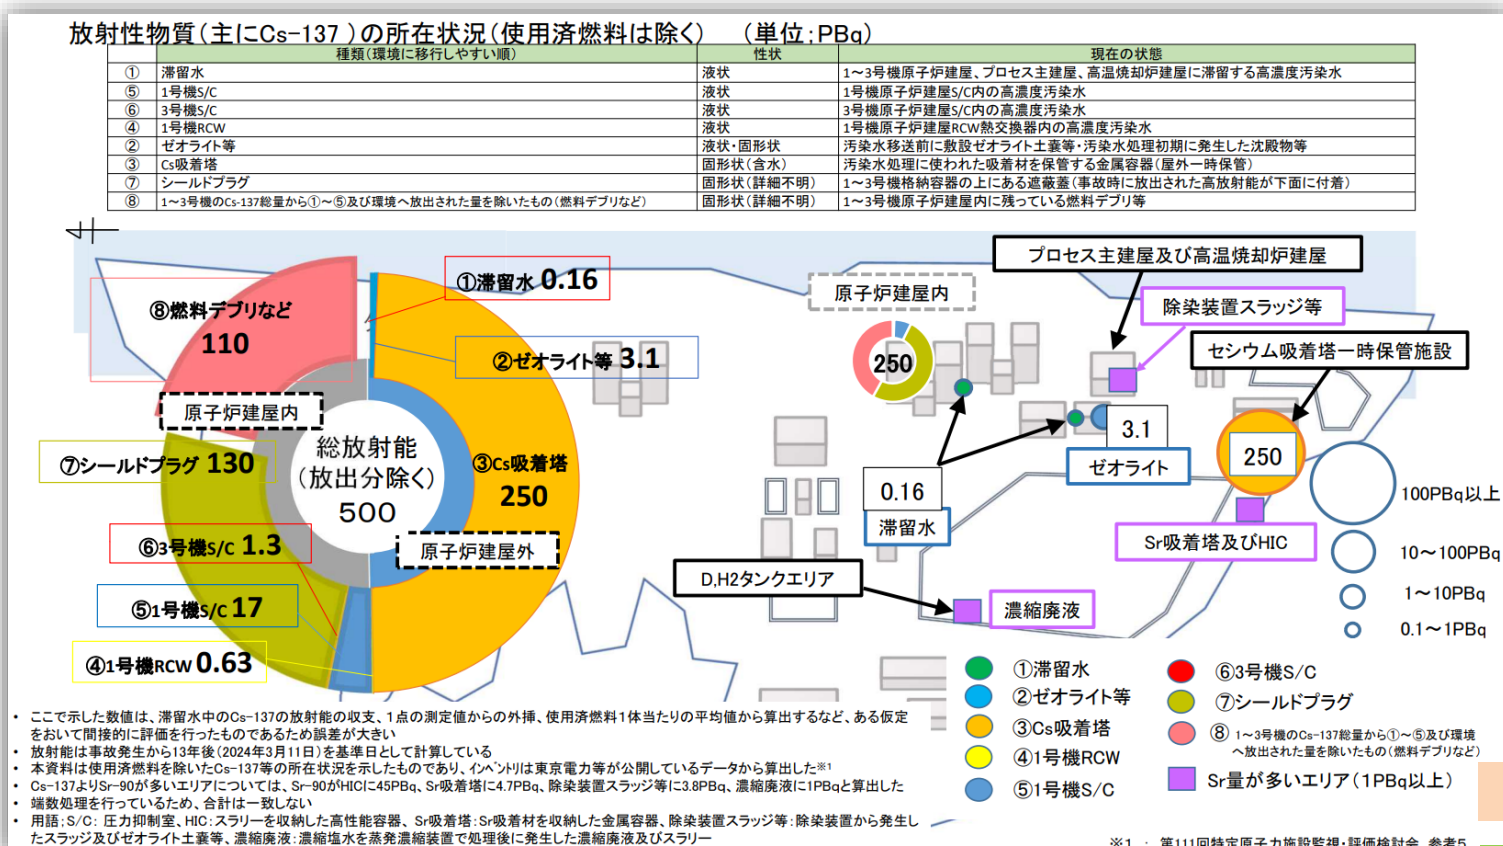 放射性物質(主にCs-137 )の所在状況(使用済燃料は除く) (単位;PBq)
種類(環境に移行しやすい順) 性状 現在の状態
① 滞留水 液状 1~3号機原子炉建屋、プロセス主建屋、高温焼却炉建屋に滞留する高濃度汚染水
⑤ 1号機S/C 液状 1号機原子炉建屋S/C内の高濃度汚染水
⑥ 3号機S/C 液状 3号機原子炉建屋S/C内の高濃度汚染水
④ 1号機RCW 液状 1号機原子炉建屋RCW熱交換器内の高濃度汚染水
② ゼオライト等 液状・固形状 汚染水移送前に敷設ゼオライト土嚢等・汚染水処理初期に発生した沈殿物等
③ Cs吸着塔 固形状(含水) 汚染水処理に使われた吸着材を保管する金属容器(屋外一時保管)
⑦ シールドプラグ 固形状(詳細不明) 1~3号機格納容器の上にある遮蔽蓋(事故時に放出された高放射能が下面に付着)
⑧ 1~3号機のCs-137総量から①~⑤及び環境へ放出された量を除いたもの(燃料デブリなど) 固形状(詳細不明) 1~3号機原子炉建屋内に残っている燃料デブリ等
①滞留水 0.16
⑧燃料デブリなど
110
②ゼオライト等 3.1
原子炉建屋内
総放射能
(放出分除く)
500
⑦シールドプラグ 130
③Cs吸着塔
250
⑥3号機S/C 1.3
原子炉建屋外
⑤1号機S/C 17
④1号機RCW 0.63
プロセス主建屋及び高温焼却炉建屋
原子炉建屋内
除染装置スラッジ等
セシウム吸着塔一時保管施設
250
3.1
ゼオライト
250
0.16
滞留水
Sr吸着塔及びHIC
D,H2タンクエリア
濃縮廃液
100PBq以上
10~100PBq
1~10PBq
0.1~1PBq
①滞留水
②ゼオライト等
③Cs吸着塔
④1号機RCW
⑤1号機S/C
⑥3号機S/C
⑦シールドプラグ
⑧ 1~3号機のCs-137総量から①~⑤及び環境
へ放出された量を除いたもの(燃料デブリなど)
Sr量が多いエリア(1PBq以上)
• ここで示した数値は、滞留水中のCs-137の放射能の収支、1点の測定値からの外挿、使用済燃料1体当たりの平均値から算出するなど、ある仮定
をおいて間接的に評価を行ったものであるため誤差が大きい
• 放射能は事故発生から13年後(2024年3月11日)を基準日として計算している
• 本資料は使用済燃料を除いたCs-137等の所在状況を示したものであり、インベントリは東京電力等が公開しているデータから算出した※1
• Cs-137よりSr-90が多いエリアについては、Sr-90がHICに45PBq、Sr吸着塔に4.7PBq、除染装置スラッジ等に3.8PBq、濃縮廃液に1PBqと算出した
• 端数処理を行っているため、合計は一致しない
• 用語;S/C: 圧力抑制室、HIC:スラリーを収納した高性能容器、 Sr吸着塔:Sr吸着材を収納した金属容器、除染装置スラッジ等:除染装置から発生し
たスラッジ及びゼオライト土嚢等、濃縮廃液:濃縮塩水を蒸発濃縮装置で処理後に発生した濃縮廃液及びスラリー
※1 : 第111回特定原子力施設監視・評価検討会 参考5